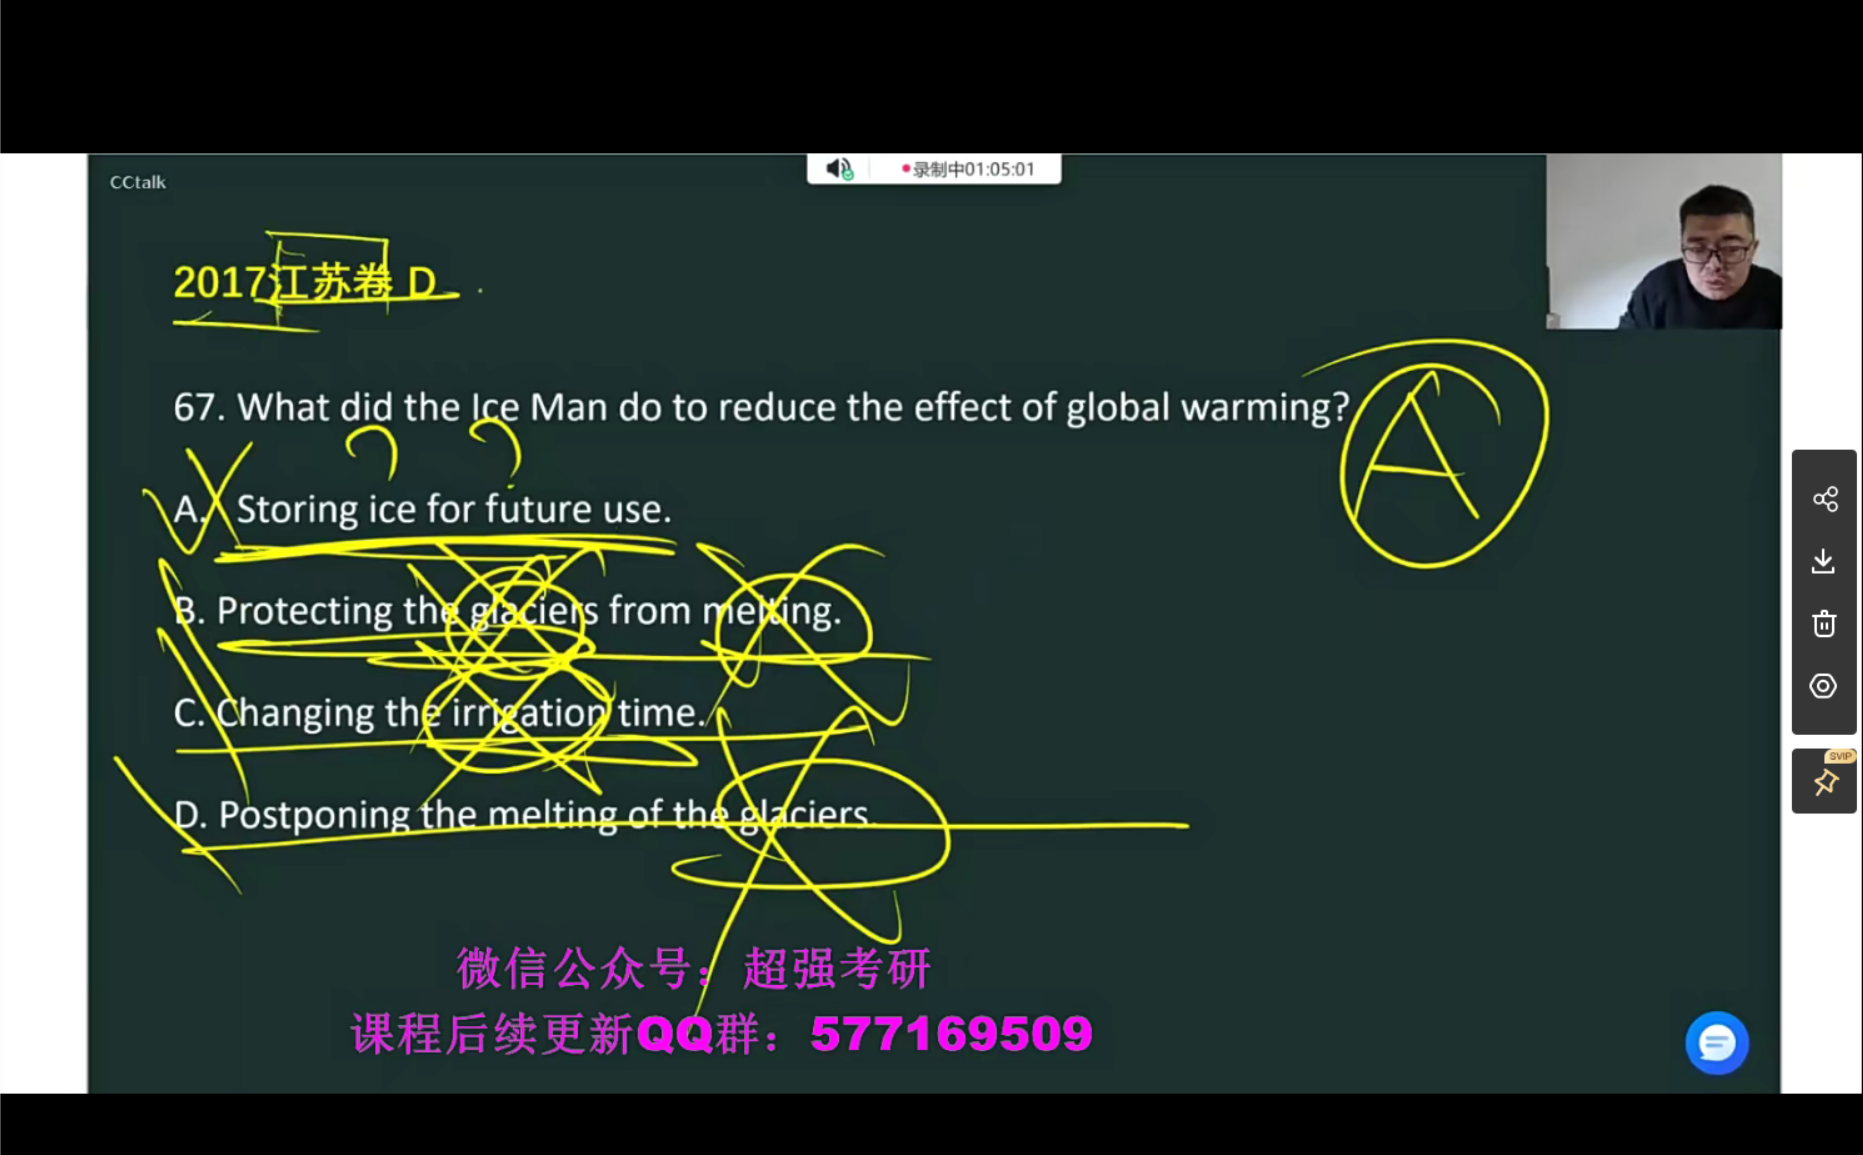 CCtalk
录制中01:05:01
2017江苏卷 D
67. What did the Ice Man do to reduce the effect of global warming?
A
A. Storing ice for future use.
B. Protecting the glaciers from melting.
C. Changing the irrigation time.
D. Postponing the melting of the glaciers.
SVIP
微信公众号：超强考研
课程后续更新QQ群：577169509